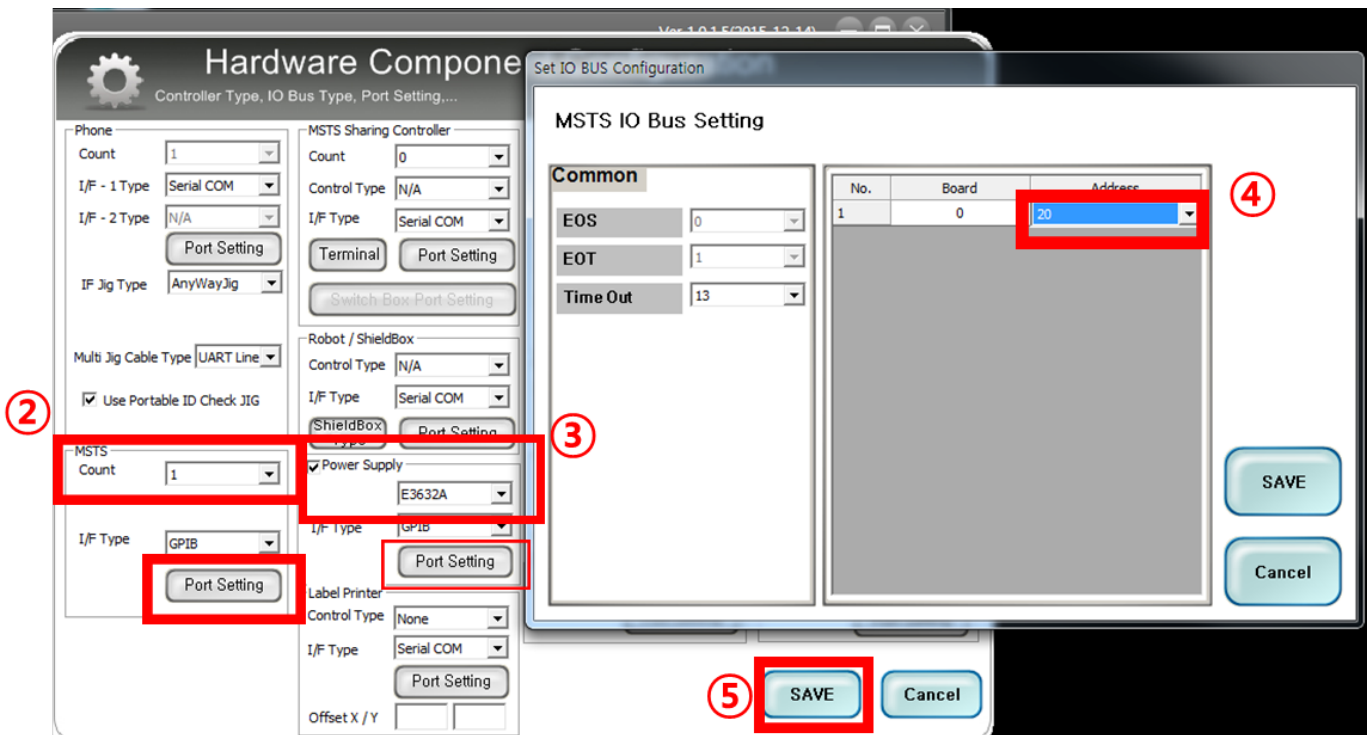 Ver 1.0.1.5(2015-12-14)
Hardware Compone
Controller Type, IO Bus Type, Port Setting,...
Phone
Count 1
I/F - 1 Type Serial COM
I/F - 2 Type N/A
Port Setting
IF Jig Type AnyWayJig
Multi Jig Cable Type UART Line
Use Portable ID Check JIG
②
MSTS
Count 1
I/F Type GPIB
Port Setting
MSTS Sharing Controller
Count 0
Control Type N/A
I/F Type Serial COM
Terminal Port Setting
Switch Box Port Setting
Robot / ShieldBox
Control Type N/A
I/F Type Serial COM
ShieldBox
Type
Port Setting
③
Power Supply
E3632A
I/F Type GPIB
Port Setting
Label Printer
Control Type None
I/F Type Serial COM
Port Setting
Offset X / Y
Set IO BUS Configuration
MSTS IO Bus Setting
Common
EOS 0
EOT 1
Time Out 13
No. Board Address
1 0 20
④
SAVE
Cancel
⑤
SAVE Cancel